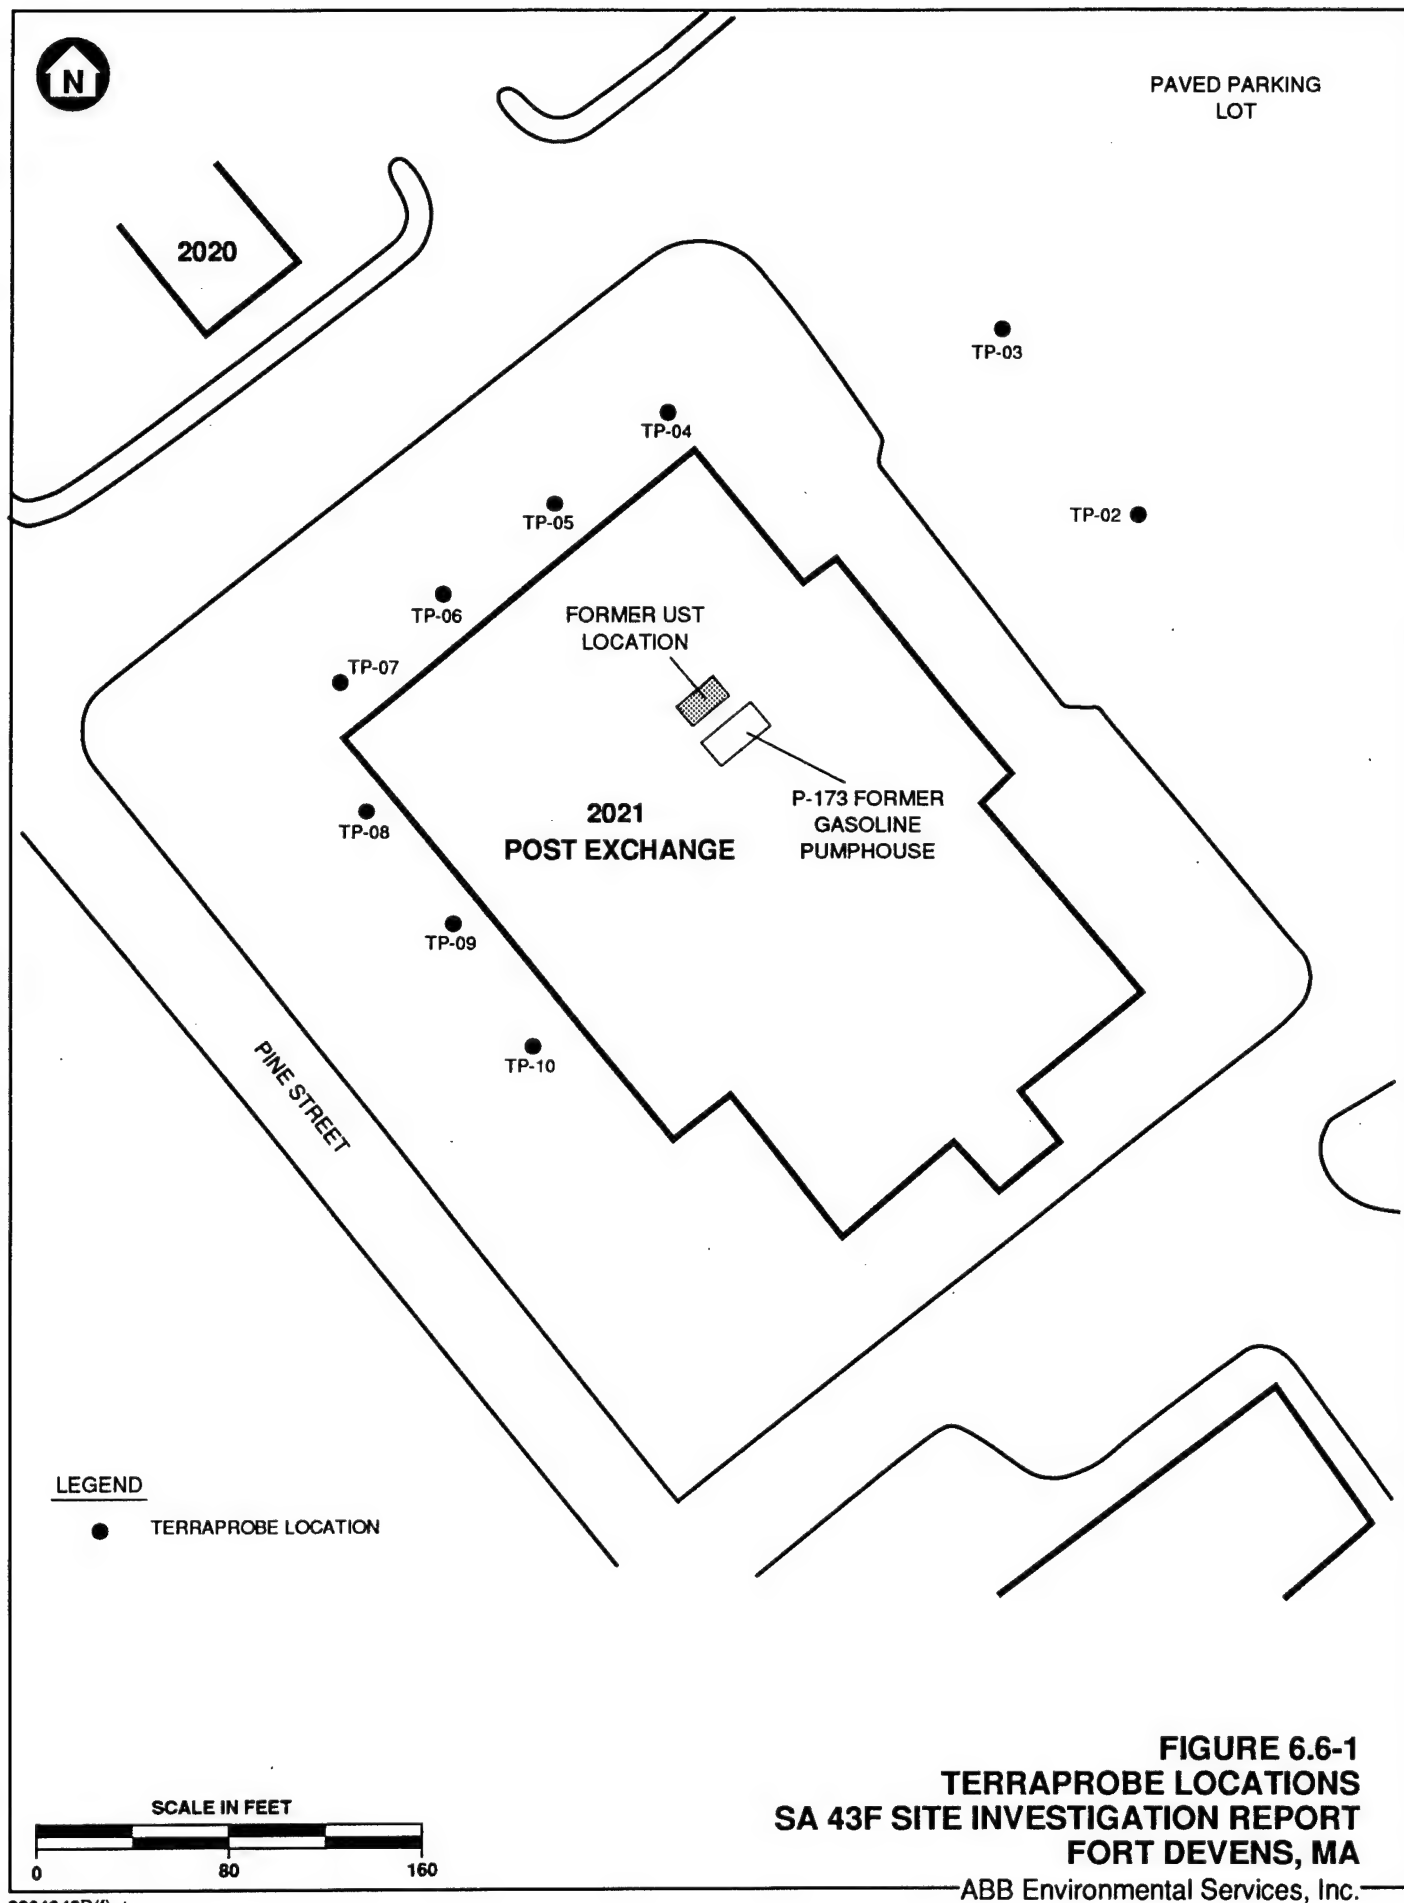 N
PAVED PARKING
LOT
2020
TP-03
TP-04
TP-02
TP-05
TP-06
FORMER UST
LOCATION
TP-07
2021
POST EXCHANGE
P-173 FORMER
GASOLINE
PUMPHOUSE
TP-08
TP-09
TP-10
PINE STREET
LEGEND
TERRAPROBE LOCATION
SCALE IN FEET
0 80 160
FIGURE 6.6-1
TERRAPROBE LOCATIONS
SA 43F SITE INVESTIGATION REPORT
FORT DEVENS, MA
ABB Environmental Services, Inc.